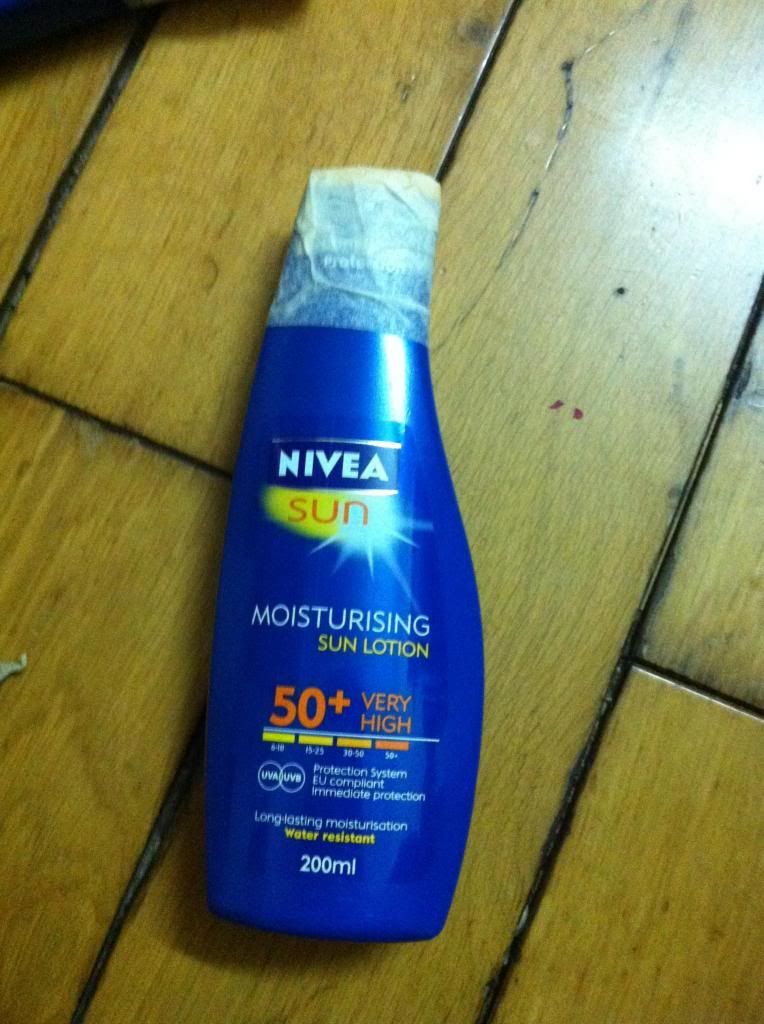 Protection
NIVEA
sun
MOISTURISING
SUN LOTION
50+ VERY
HIGH
6-10 15-25 30-50 50+
UVA UVB Protection System
EU compliant
Immediate protection
Long-lasting moisturisation
Water resistant
200ml